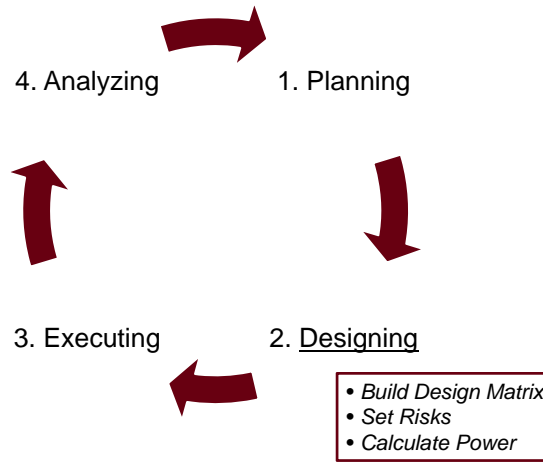 4. Analyzing
1. Planning
3. Executing
2. Designing
• Build Design Matrix
• Set Risks
• Calculate Power